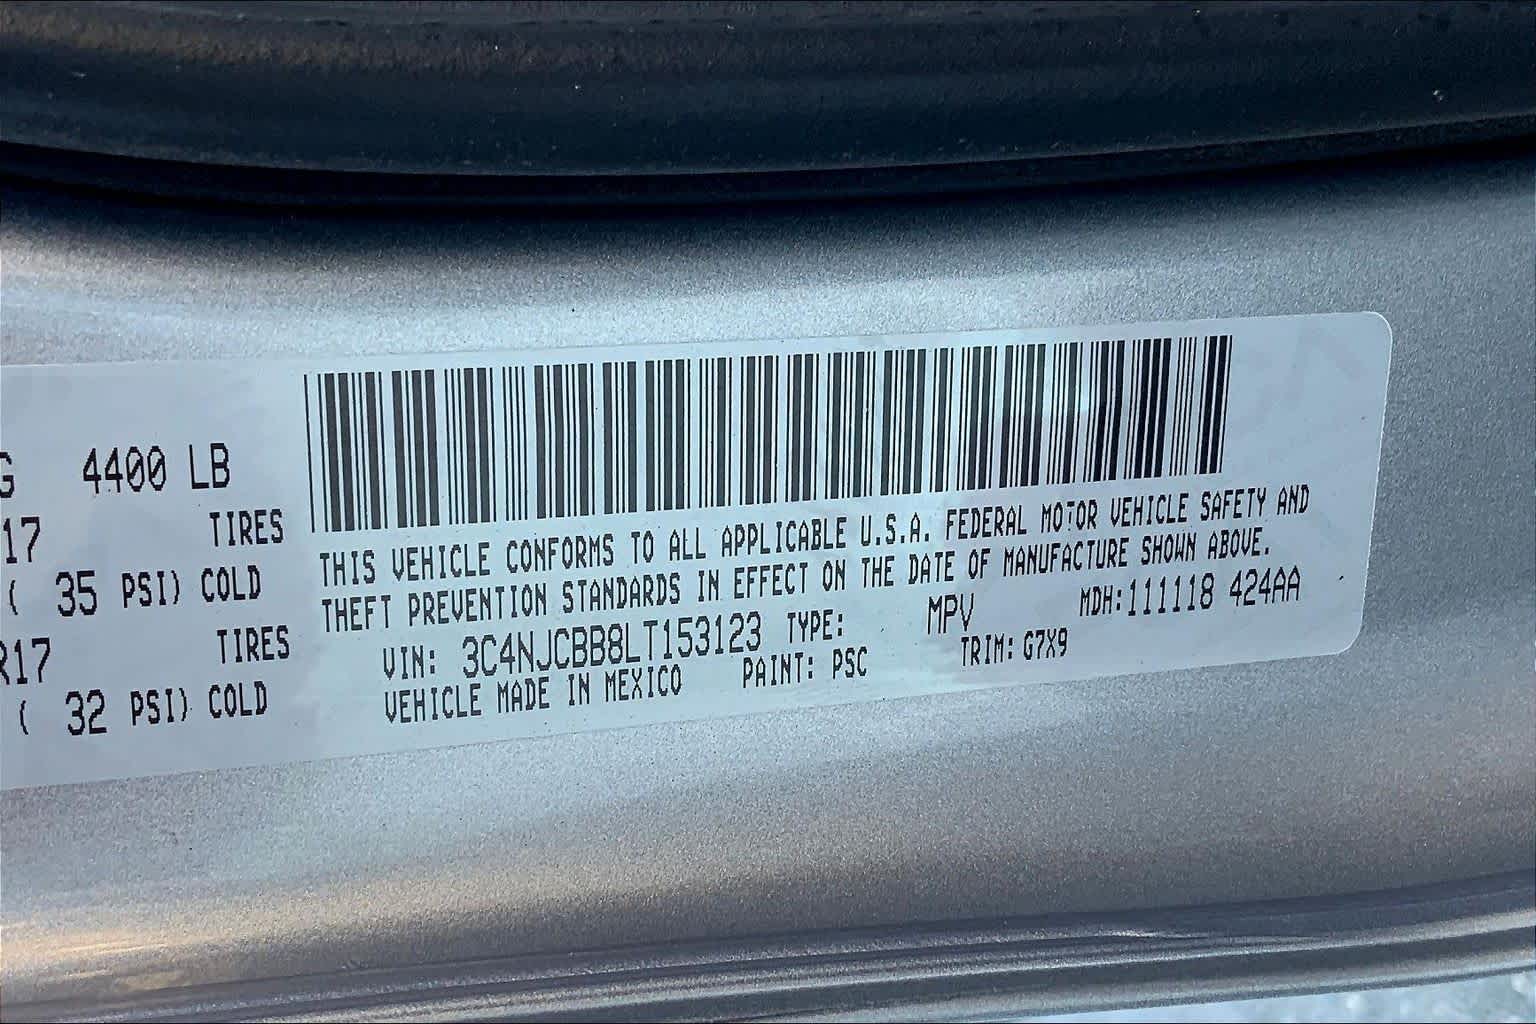 G 4400 LB
17 TIRES
( 35 PSI) COLD
R17 TIRES
( 32 PSI) COLD
THIS VEHICLE CONFORMS TO ALL APPLICABLE U.S.A. FEDERAL MOTOR VEHICLE SAFETY AND
THEFT PREVENTION STANDARDS IN EFFECT ON THE DATE OF MANUFACTURE SHOWN ABOVE.
VIN: 3C4NJCBB8LT153123 TYPE: MPV MDH:111118 424AA
VEHICLE MADE IN MEXICO PAINT: PSC TRIM: G7X9